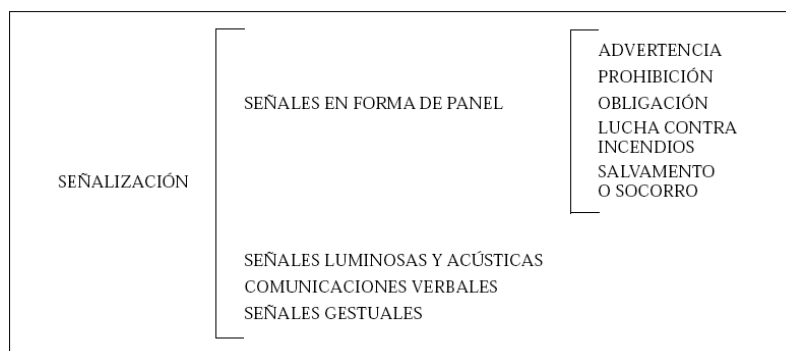 SEÑALIZACIÓN
SEÑALES EN FORMA DE PANEL
ADVERTENCIA
PROHIBICIÓN
OBLIGACIÓN
LUCHA CONTRA
INCENDIOS
SALVAMENTO
O SOCORRO
SEÑALES LUMINOSAS Y ACÚSTICAS
COMUNICACIONES VERBALES
SEÑALES GESTUALES